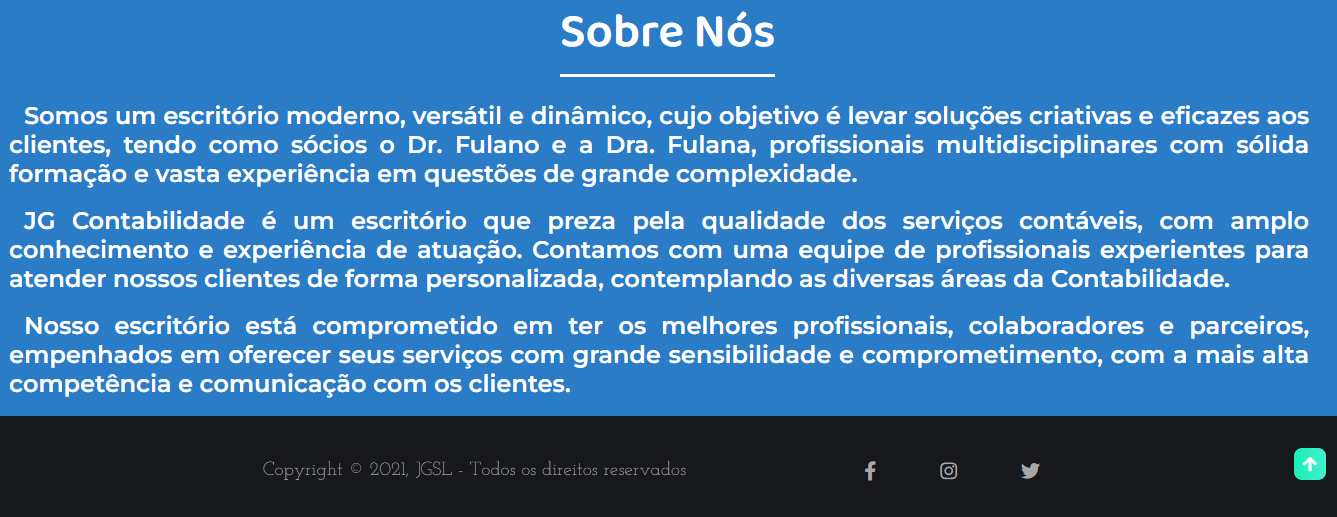 Sobre Nós
Somos um escritório moderno, versátil e dinâmico, cujo objetivo é levar soluções criativas e eficazes aos
clientes, tendo como sócios o Dr. Fulano e a Dra. Fulana, profissionais multidisciplinares com sólida
formação e vasta experiência em questões de grande complexidade.
JG Contabilidade é um escritório que preza pela qualidade dos serviços contáveis, com amplo
conhecimento e experiência de atuação. Contamos com uma equipe de profissionais experientes para
atender nossos clientes de forma personalizada, contemplando as diversas áreas da Contabilidade.
Nosso escritório está comprometido em ter os melhores profissionais, colaboradores e parceiros,
empenhados em oferecer seus serviços com grande sensibilidade e comprometimento, com a mais alta
competência e comunicação com os clientes.
Copyright © 2021, JGSL - Todos os direitos reservados